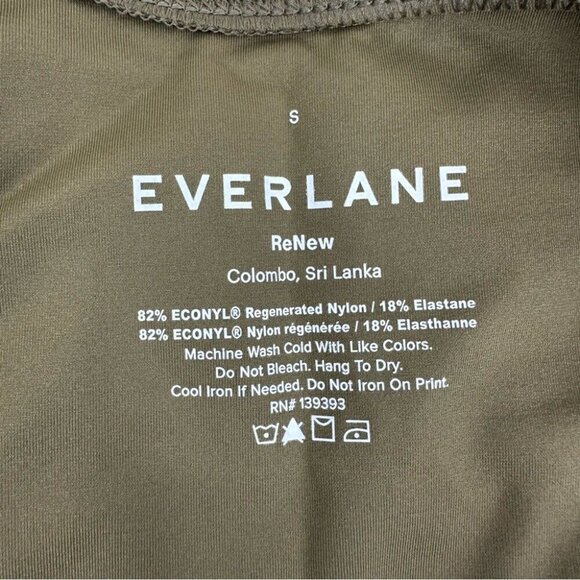 S
EVERLANE
ReNew
Colombo, Sri Lanka
82% ECONYL® Regenerated Nylon / 18% Elastane
82% ECONYL® Nylon régénérée / 18% Elasthanne
Machine Wash Cold With Like Colors.
Do Not Bleach. Hang To Dry.
Cool Iron If Needed. Do Not Iron On Print.
RN# 139393